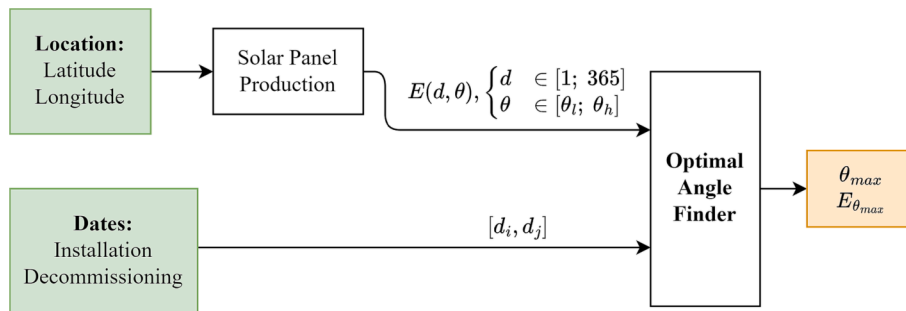 Location:
Latitude
Longitude
Solar Panel
Production
E(d, θ), { d ∈ [1; 365]
θ ∈ [θ_l; θ_h]
Optimal
Angle
Finder
θ_max
E_θ_max
Dates:
Installation
Decommissioning
[d_i, d_j]